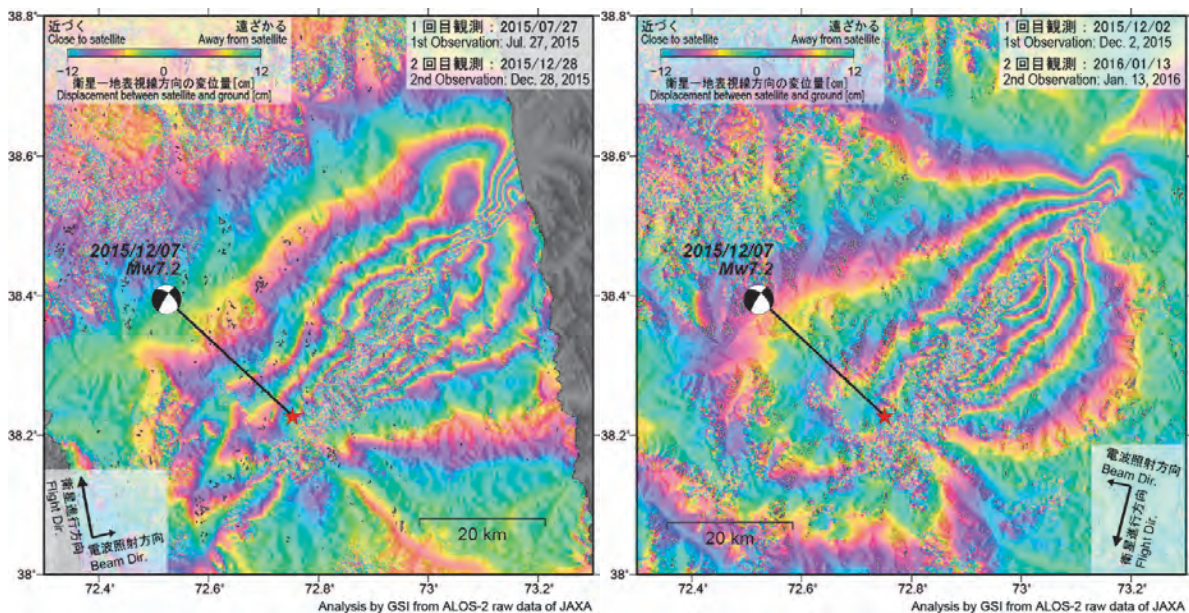 38.8°
近づく 遠ざかる
Close to satellite Away from satellite
−12 0 12
衛星－地表視線方向の変位量[㎝]
Displacement between satellite and ground [cm]
1 回目観測 : 2015/07/27
1st Observation: Jul. 27, 2015
2 回目観測 : 2015/12/28
2nd Observation: Dec. 28, 2015
38.6°
2015/12/07
Mw7.2
38.4°
38.2°
衛星進行方向
Flight Dir.
電波照射方向
Beam Dir.
20 km
38°
72.4° 72.6° 72.8° 73° 73.2°
Analysis by GSI from ALOS-2 raw data of JAXA
38.8°
近づく 遠ざかる
Close to satellite Away from satellite
−12 0 12
衛星－地表視線方向の変位量[㎝]
Displacement between satellite and ground [cm]
1 回目観測 : 2015/12/02
1st Observation: Dec. 2, 2015
2 回目観測 : 2016/01/13
2nd Observation: Jan. 13, 2016
38.6°
2015/12/07
Mw7.2
38.4°
38.2°
電波照射方向
Beam Dir.
衛星進行方向
Flight Dir.
20 km
38°
72.4° 72.6° 72.8° 73° 73.2°
Analysis by GSI from ALOS-2 raw data of JAXA